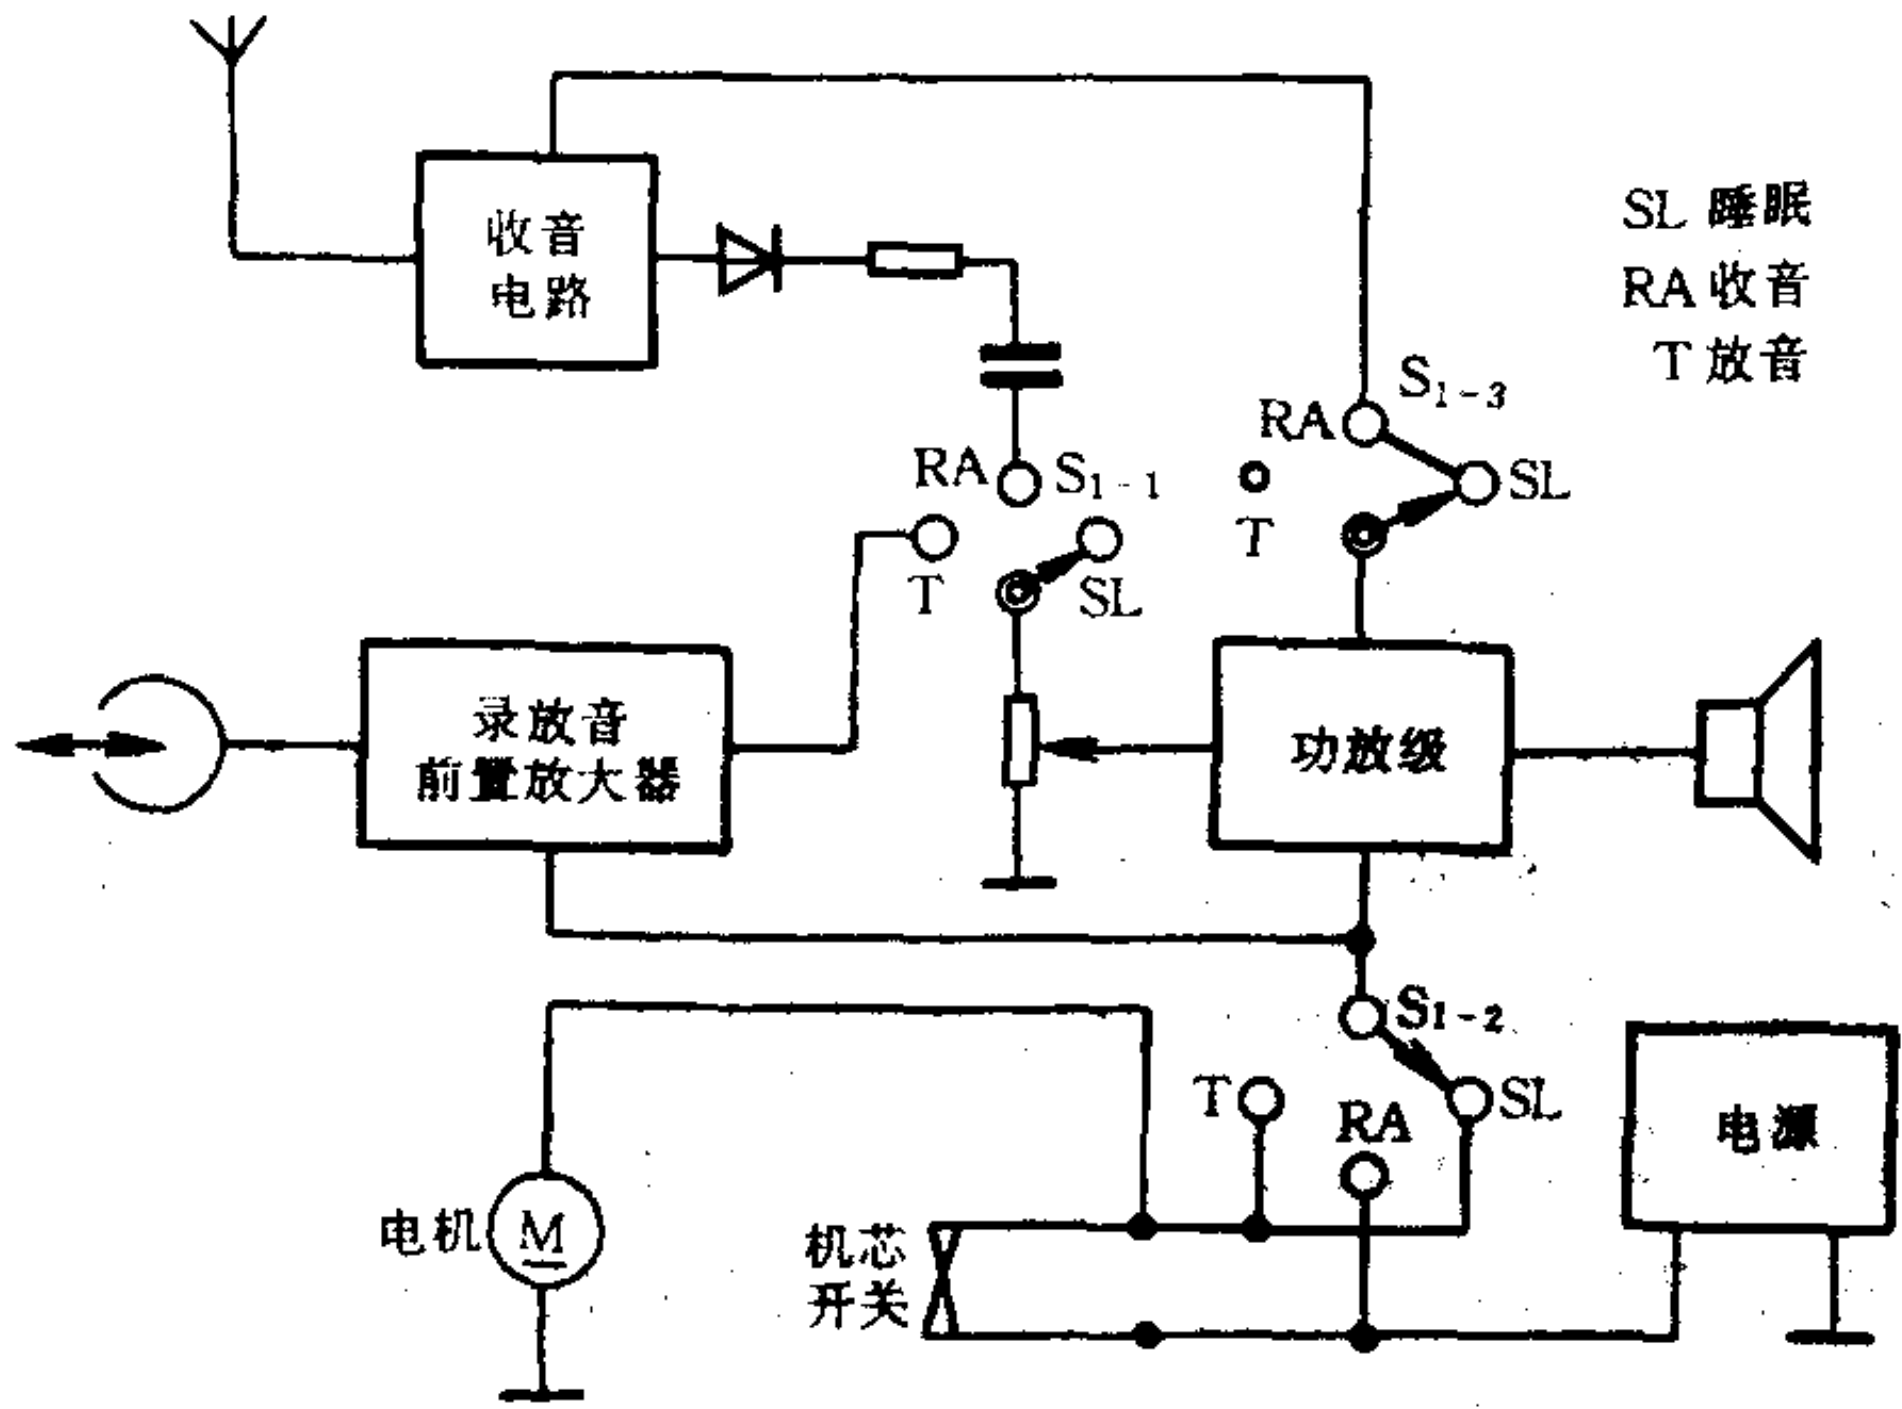 收音
电路
SL 睡眠
RA 收音
T 放音
S₁₋₃
RA
SL
T
RA
S₁₋₁
T
SL
录放音
前置放大器
功放级
S₁₋₂
T
RA
SL
电源
电机
M
机芯
开关